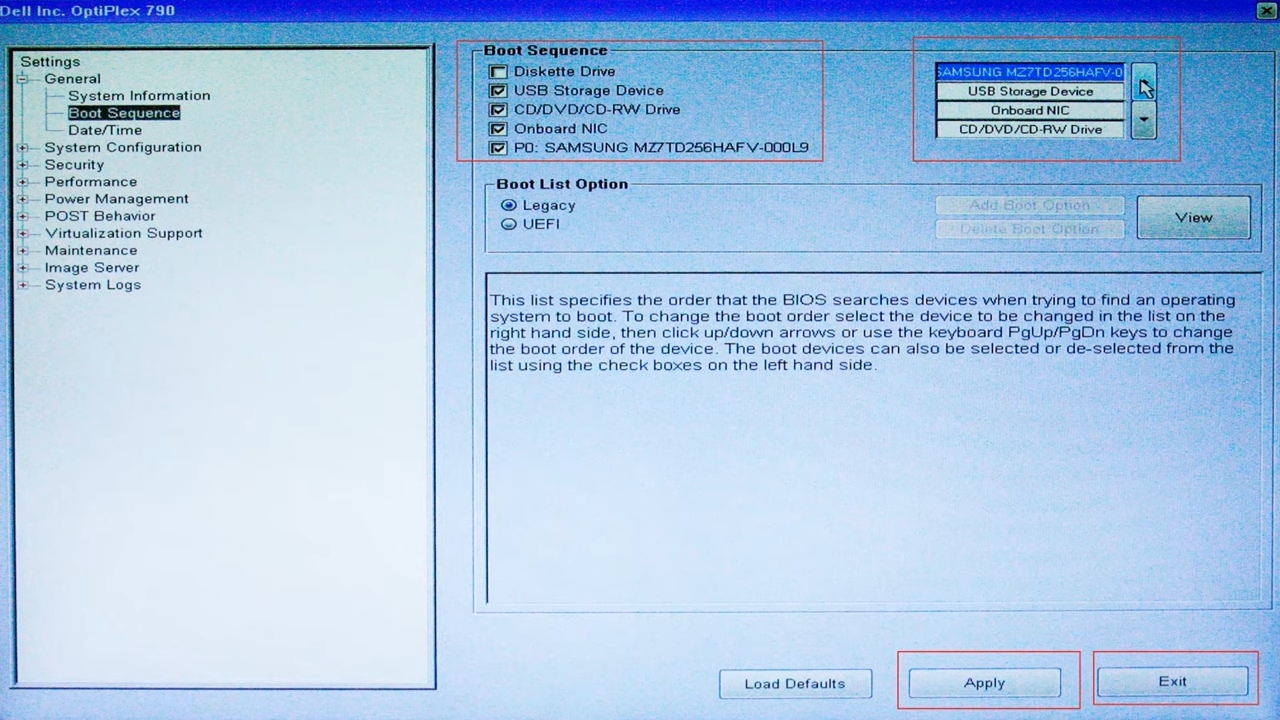 Dell Inc. OptiPlex 790
Settings
General
System Information
Boot Sequence
Date/Time
System Configuration
Security
Performance
Power Management
POST Behavior
Virtualization Support
Maintenance
Image Server
System Logs
Boot Sequence
Diskette Drive
USB Storage Device
CD/DVD/CD-RW Drive
Onboard NIC
P0: SAMSUNG MZ7TD256HAFV-000L9
SAMSUNG MZ7TD256HAFV-0
USB Storage Device
Onboard NIC
CD/DVD/CD-RW Drive
Boot List Option
Legacy
UEFI
Add Boot Option
Delete Boot Option
View
This list specifies the order that the BIOS searches devices when trying to find an operating
system to boot. To change the boot order select the device to be changed in the list on the
right hand side, then click up/down arrows or use the keyboard PgUp/PgDn keys to change
the boot order of the device. The boot devices can also be selected or de-selected from the
list using the check boxes on the left hand side.
Load Defaults
Apply
Exit